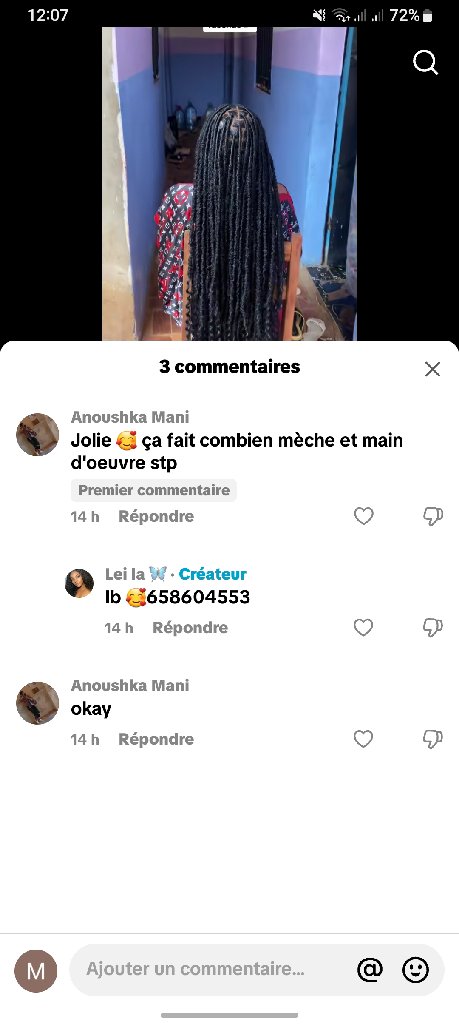 12:07
72%
3 commentaires
Anoushka Mani
Jolie 🥰 ça fait combien mèche et main
d'oeuvre stp
Premier commentaire
14 h Répondre
Lei la 🦋 · Créateur
Ib 🥰658604553
14 h Répondre
Anoushka Mani
okay
14 h Répondre
M
Ajouter un commentaire...
@